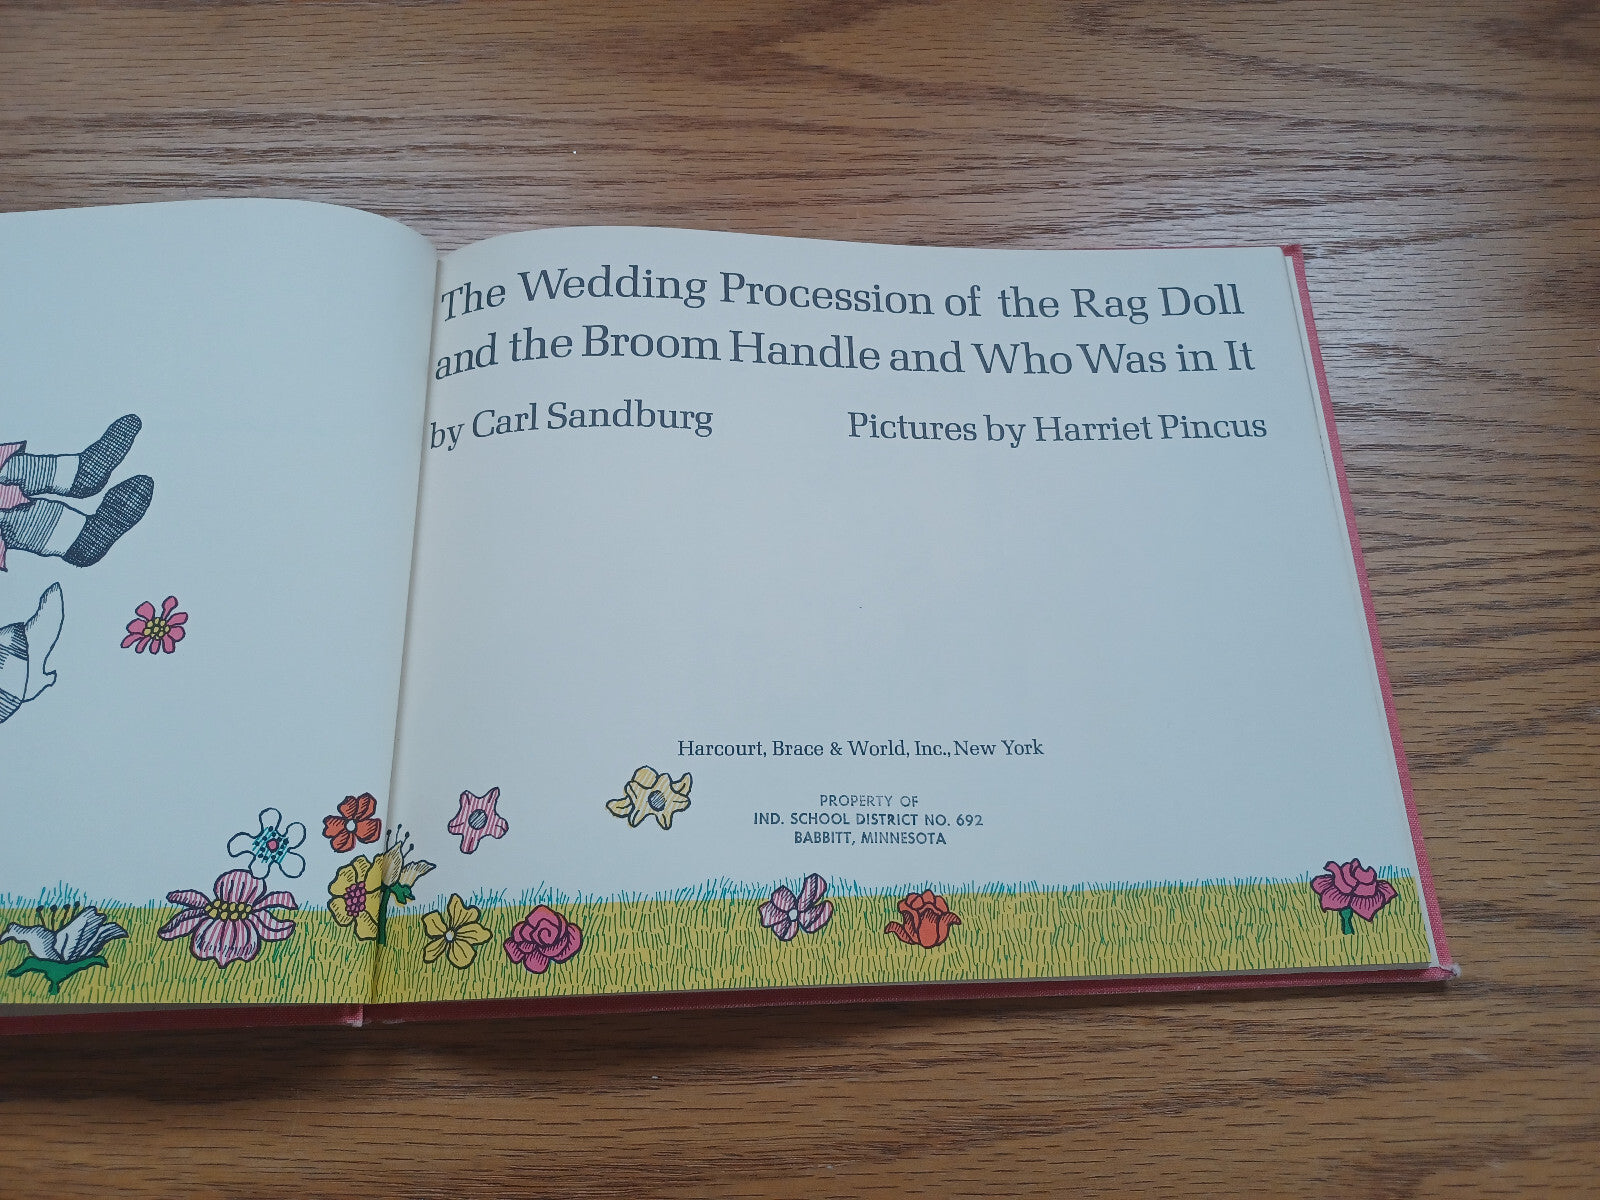 The Wedding Procession of the Rag Doll
and the Broom Handle and Who Was in It
by Carl Sandburg Pictures by Harriet Pincus
Harcourt, Brace & World, Inc., New York
PROPERTY OF
IND. SCHOOL DISTRICT NO. 692
BABBITT, MINNESOTA